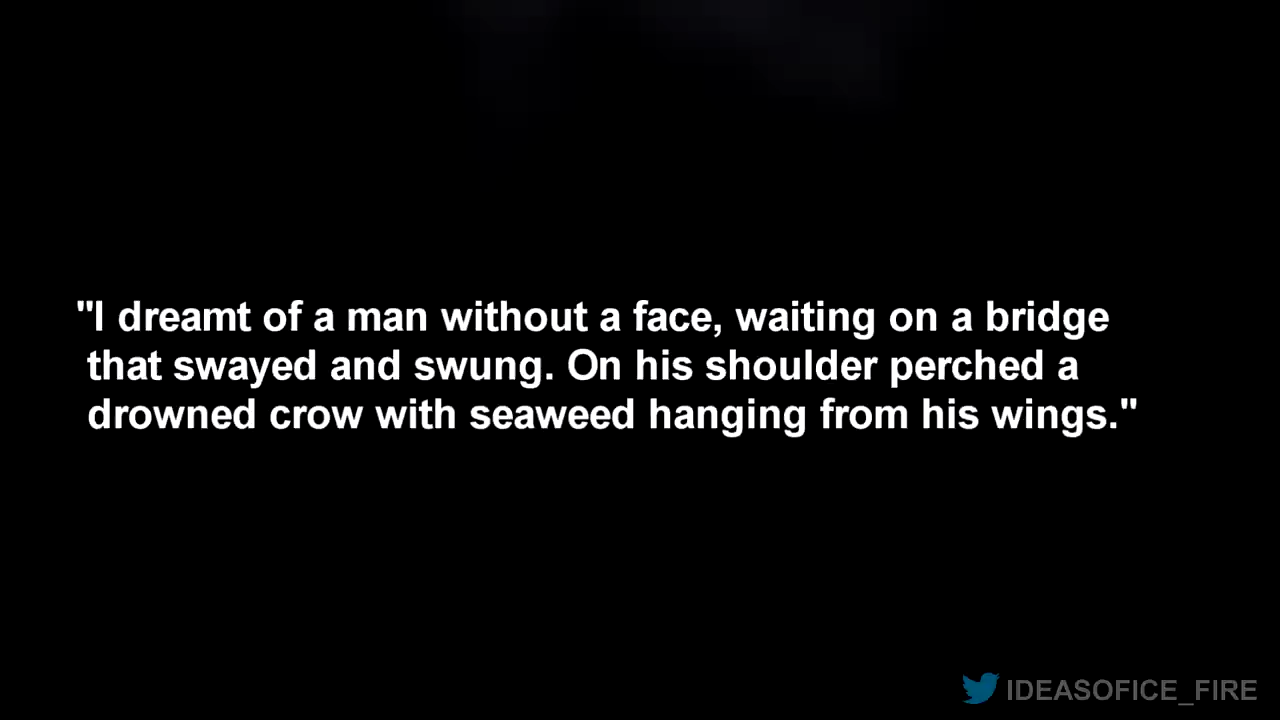 "I dreamt of a man without a face, waiting on a bridge
that swayed and swung. On his shoulder perched a
drowned crow with seaweed hanging from his wings."
IDEASOFICE_FIRE